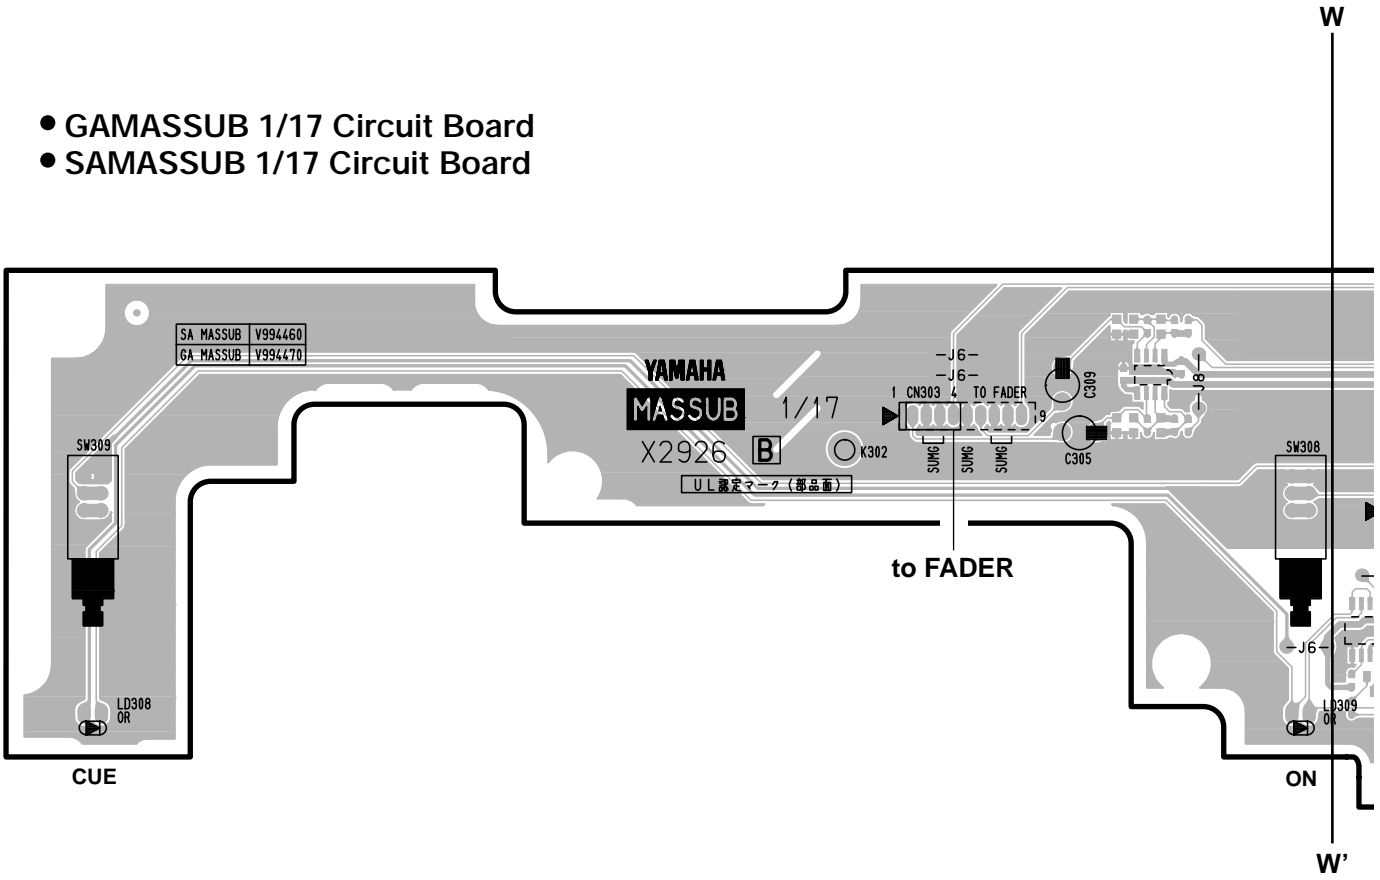 W
● GAMASSUB 1/17 Circuit Board
● SAMASSUB 1/17 Circuit Board
SA MASSUB V994460
GA MASSUB V994470
YAMAHA
MASSUB 1/17
X2926 B
UL認定マーク(部品面)
K302
-J6-
-J6-
1 CN303 4 TO FADER
9
SUMG
SUMG
SUMG
C309
C305
-J8-
SW309
SW308
to FADER
-J6-
LD308
OR
LD309
OR
CUE
ON
W'